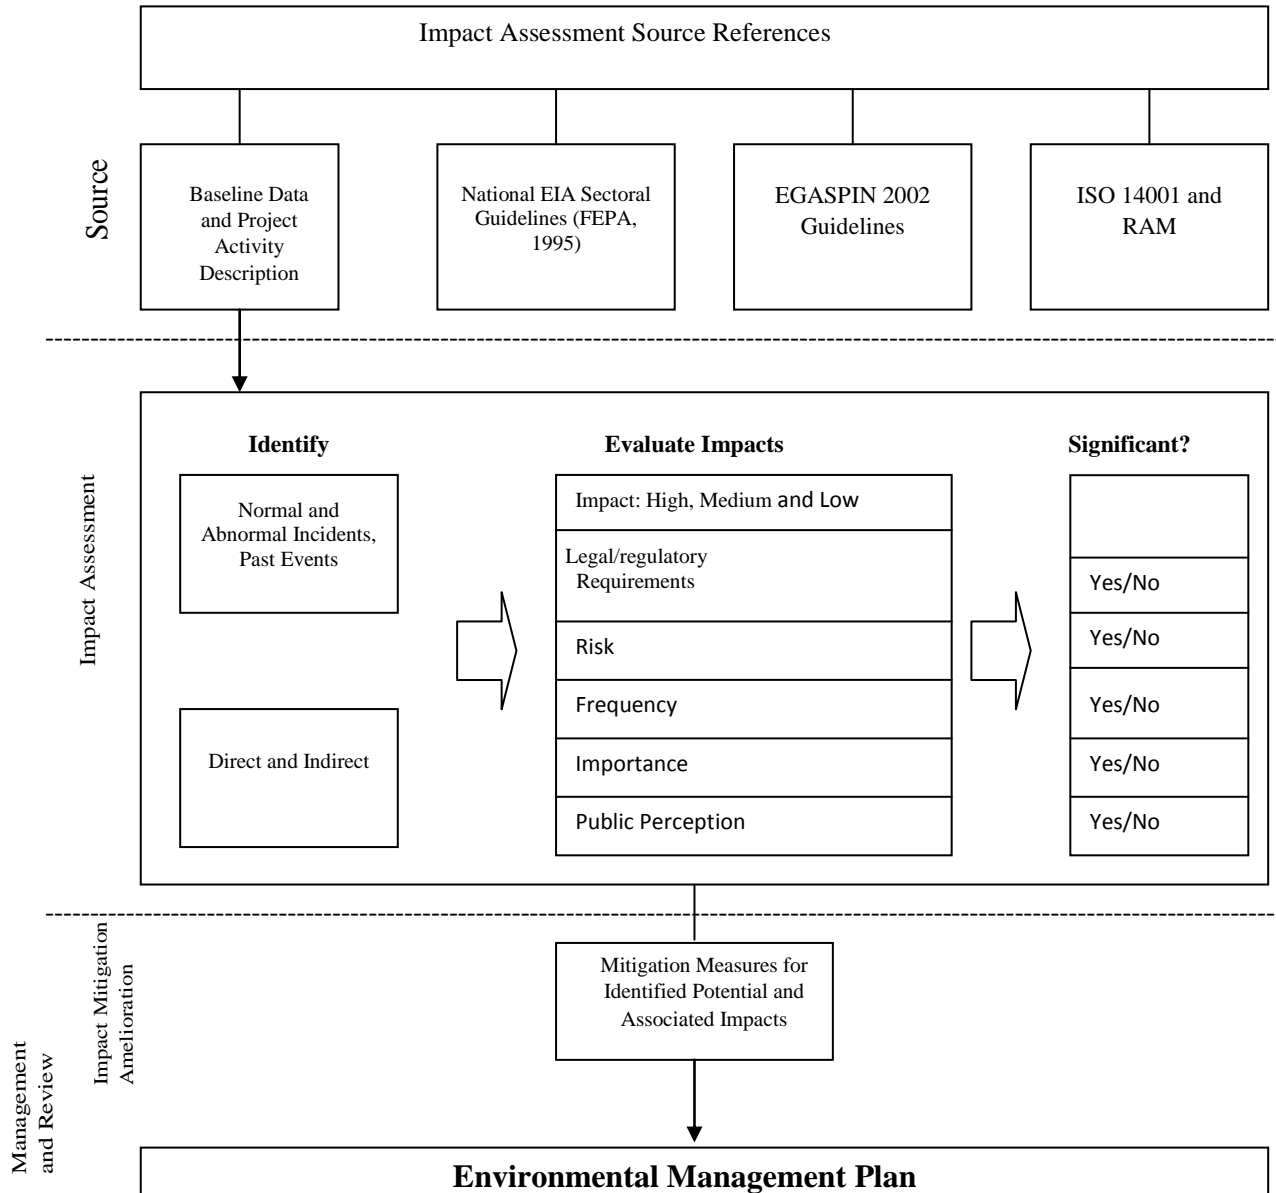 Impact Assessment Source References
Source
Baseline Data
and Project
Activity
Description
National EIA Sectoral
Guidelines (FEPA,
1995)
EGASPIN 2002
Guidelines
ISO 14001 and
RAM
Impact Assessment
Identify
Normal and
Abnormal Incidents,
Past Events
Direct and Indirect
Evaluate Impacts
Impact: High, Medium and Low
Legal/regulatory
Requirements
Risk
Frequency
Importance
Public Perception
Significant?
Yes/No
Yes/No
Yes/No
Yes/No
Yes/No
Impact Mitigation
Amelioration
Mitigation Measures for
Identified Potential and
Associated Impacts
Management
and Review
Environmental Management Plan